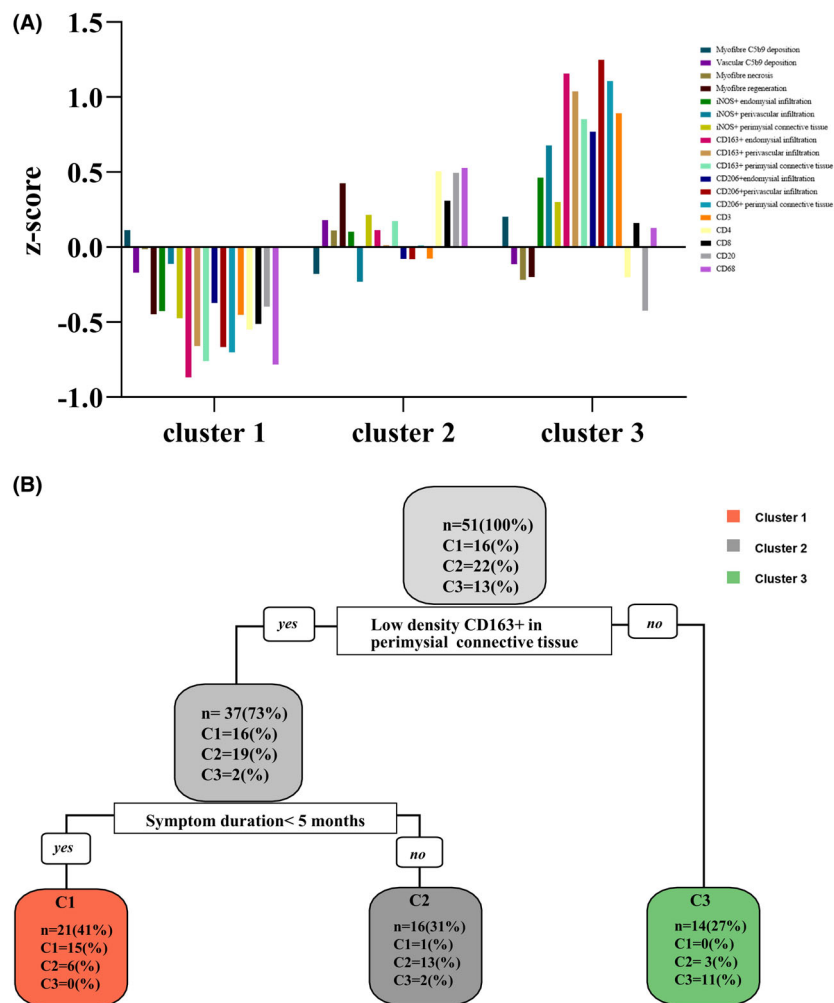 (A)
1.5
1.0
0.5
0.0
-0.5
-1.0
z-score
cluster 1
cluster 2
cluster 3
Myofibre C5b9 deposition
Vascular C5b9 deposition
Myofibre necrosis
Myofibre regeneration
iNOS+ endomysial infiltration
iNOS+ perivascular infiltration
iNOS+ perimysial connective tissue
CD163+ endomysial infiltration
CD163+ perivascular infiltration
CD163+ perimysial connective tissue
CD206+endomysial infiltration
CD206+perivascular infiltration
CD206+ perimysial connective tissue
CD3
CD4
CD8
CD20
CD68
(B)
n=51(100%)
C1=16(%)
C2=22(%)
C3=13(%)
Cluster 1
Cluster 2
Cluster 3
yes
Low density CD163+ in
perimysial connective tissue
no
n= 37(73%)
C1=16(%)
C2=19(%)
C3=2(%)
Symptom duration< 5 months
yes
no
C1
n=21(41%)
C1=15(%)
C2=6(%)
C3=0(%)
C2
n=16(31%)
C1=1(%)
C2=13(%)
C3=2(%)
C3
n=14(27%)
C1=0(%)
C2= 3(%)
C3=11(%)